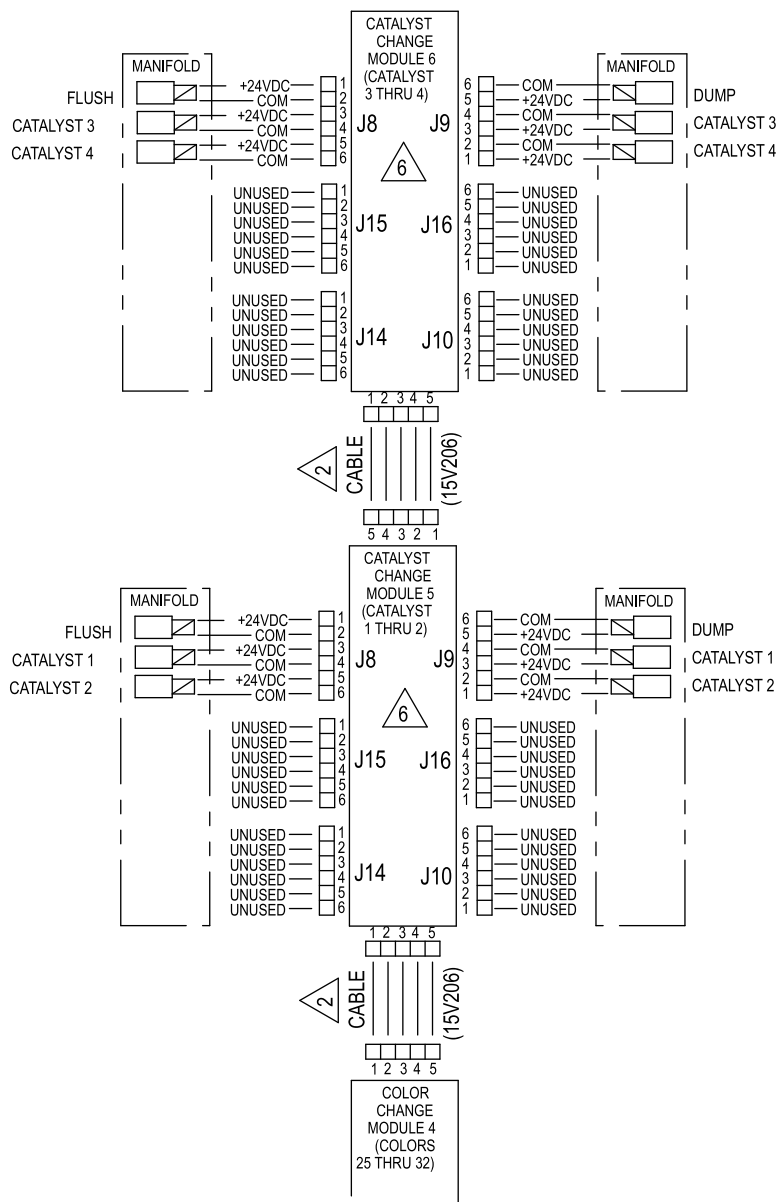 CATALYST
CHANGE
MODULE 6
(CATALYST
3 THRU 4)
MANIFOLD
FLUSH
CATALYST 3
CATALYST 4
+24VDC
COM
+24VDC
COM
+24VDC
COM
1
2
3
4
5
6
J8
J9
6
6
5
4
3
2
1
COM
+24VDC
COM
+24VDC
COM
+24VDC
MANIFOLD
DUMP
CATALYST 3
CATALYST 4
UNUSED 1
UNUSED 2
UNUSED 3
UNUSED 4
UNUSED 5
UNUSED 6
J15
J16
6 UNUSED
5 UNUSED
4 UNUSED
3 UNUSED
2 UNUSED
1 UNUSED
UNUSED 1
UNUSED 2
UNUSED 3
UNUSED 4
UNUSED 5
UNUSED 6
J14
J10
6 UNUSED
5 UNUSED
4 UNUSED
3 UNUSED
2 UNUSED
1 UNUSED
1 2 3 4 5
2
CABLE
(15V206)
5 4 3 2 1
CATALYST
CHANGE
MODULE 5
(CATALYST
1 THRU 2)
MANIFOLD
FLUSH
CATALYST 1
CATALYST 2
+24VDC
COM
+24VDC
COM
+24VDC
COM
1
2
3
4
5
6
J8
J9
6
6
5
4
3
2
1
COM
+24VDC
COM
+24VDC
COM
+24VDC
MANIFOLD
DUMP
CATALYST 1
CATALYST 2
UNUSED 1
UNUSED 2
UNUSED 3
UNUSED 4
UNUSED 5
UNUSED 6
J15
J16
6 UNUSED
5 UNUSED
4 UNUSED
3 UNUSED
2 UNUSED
1 UNUSED
UNUSED 1
UNUSED 2
UNUSED 3
UNUSED 4
UNUSED 5
UNUSED 6
J14
J10
6 UNUSED
5 UNUSED
4 UNUSED
3 UNUSED
2 UNUSED
1 UNUSED
1 2 3 4 5
2
CABLE
(15V206)
1 2 3 4 5
COLOR
CHANGE
MODULE 4
(COLORS
25 THRU 32)